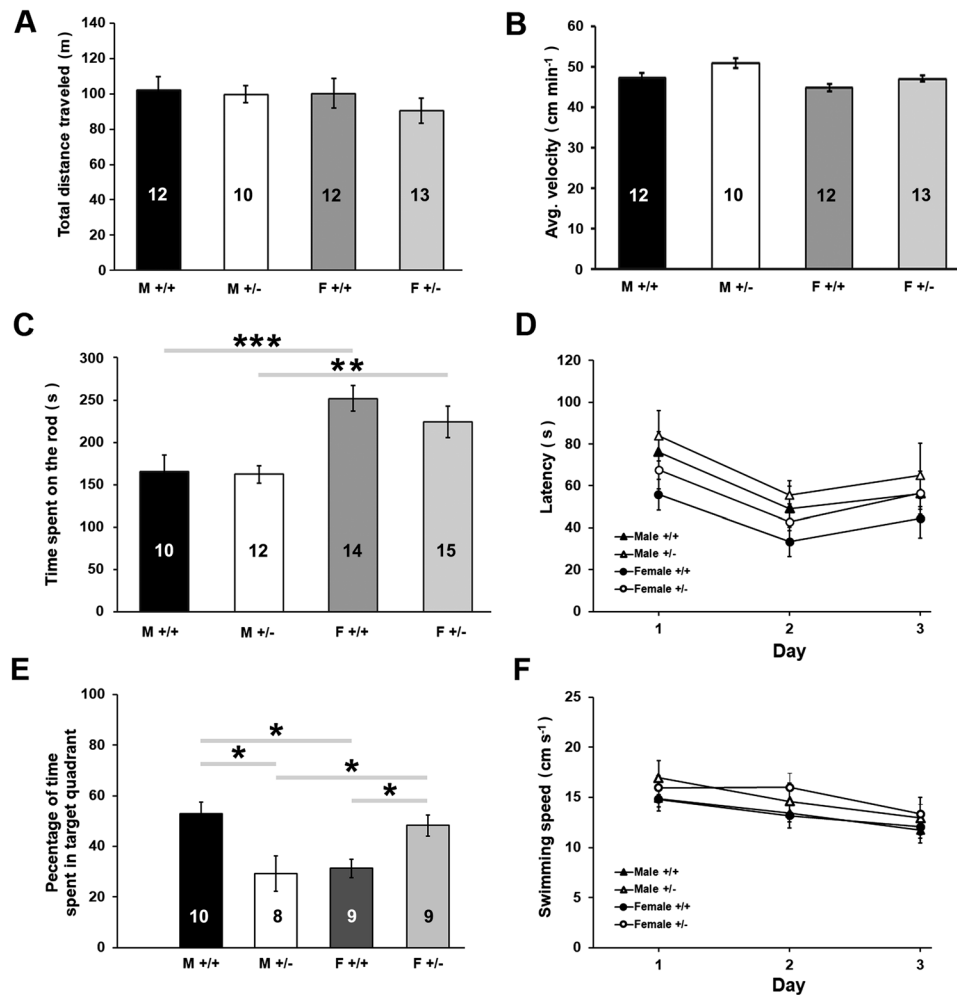 A
Total distance traveled (m)
140
120
100
80
60
40
20
0
12
10
12
13
M +/+
M +/-
F +/+
F +/-
B
Avg. velocity (cm min-1)
60
50
40
30
20
10
0
12
10
12
13
M +/+
M +/-
F +/+
F +/-
C
Time spent on the rod (s)
300
250
200
150
100
50
0
***
**
10
12
14
15
M +/+
M +/-
F +/+
F +/-
D
Latency (s)
120
100
80
60
40
20
0
Male +/+
Male +/-
Female +/+
Female +/-
1
2
3
Day
E
Pecentage of time
spent in target quadrant
100
80
60
40
20
0
*
*
*
*
10
8
9
9
M +/+
M +/-
F +/+
F +/-
F
Swimming speed (cm s-1)
25
20
15
10
5
0
Male +/+
Male +/-
Female +/+
Female +/-
1
2
3
Day